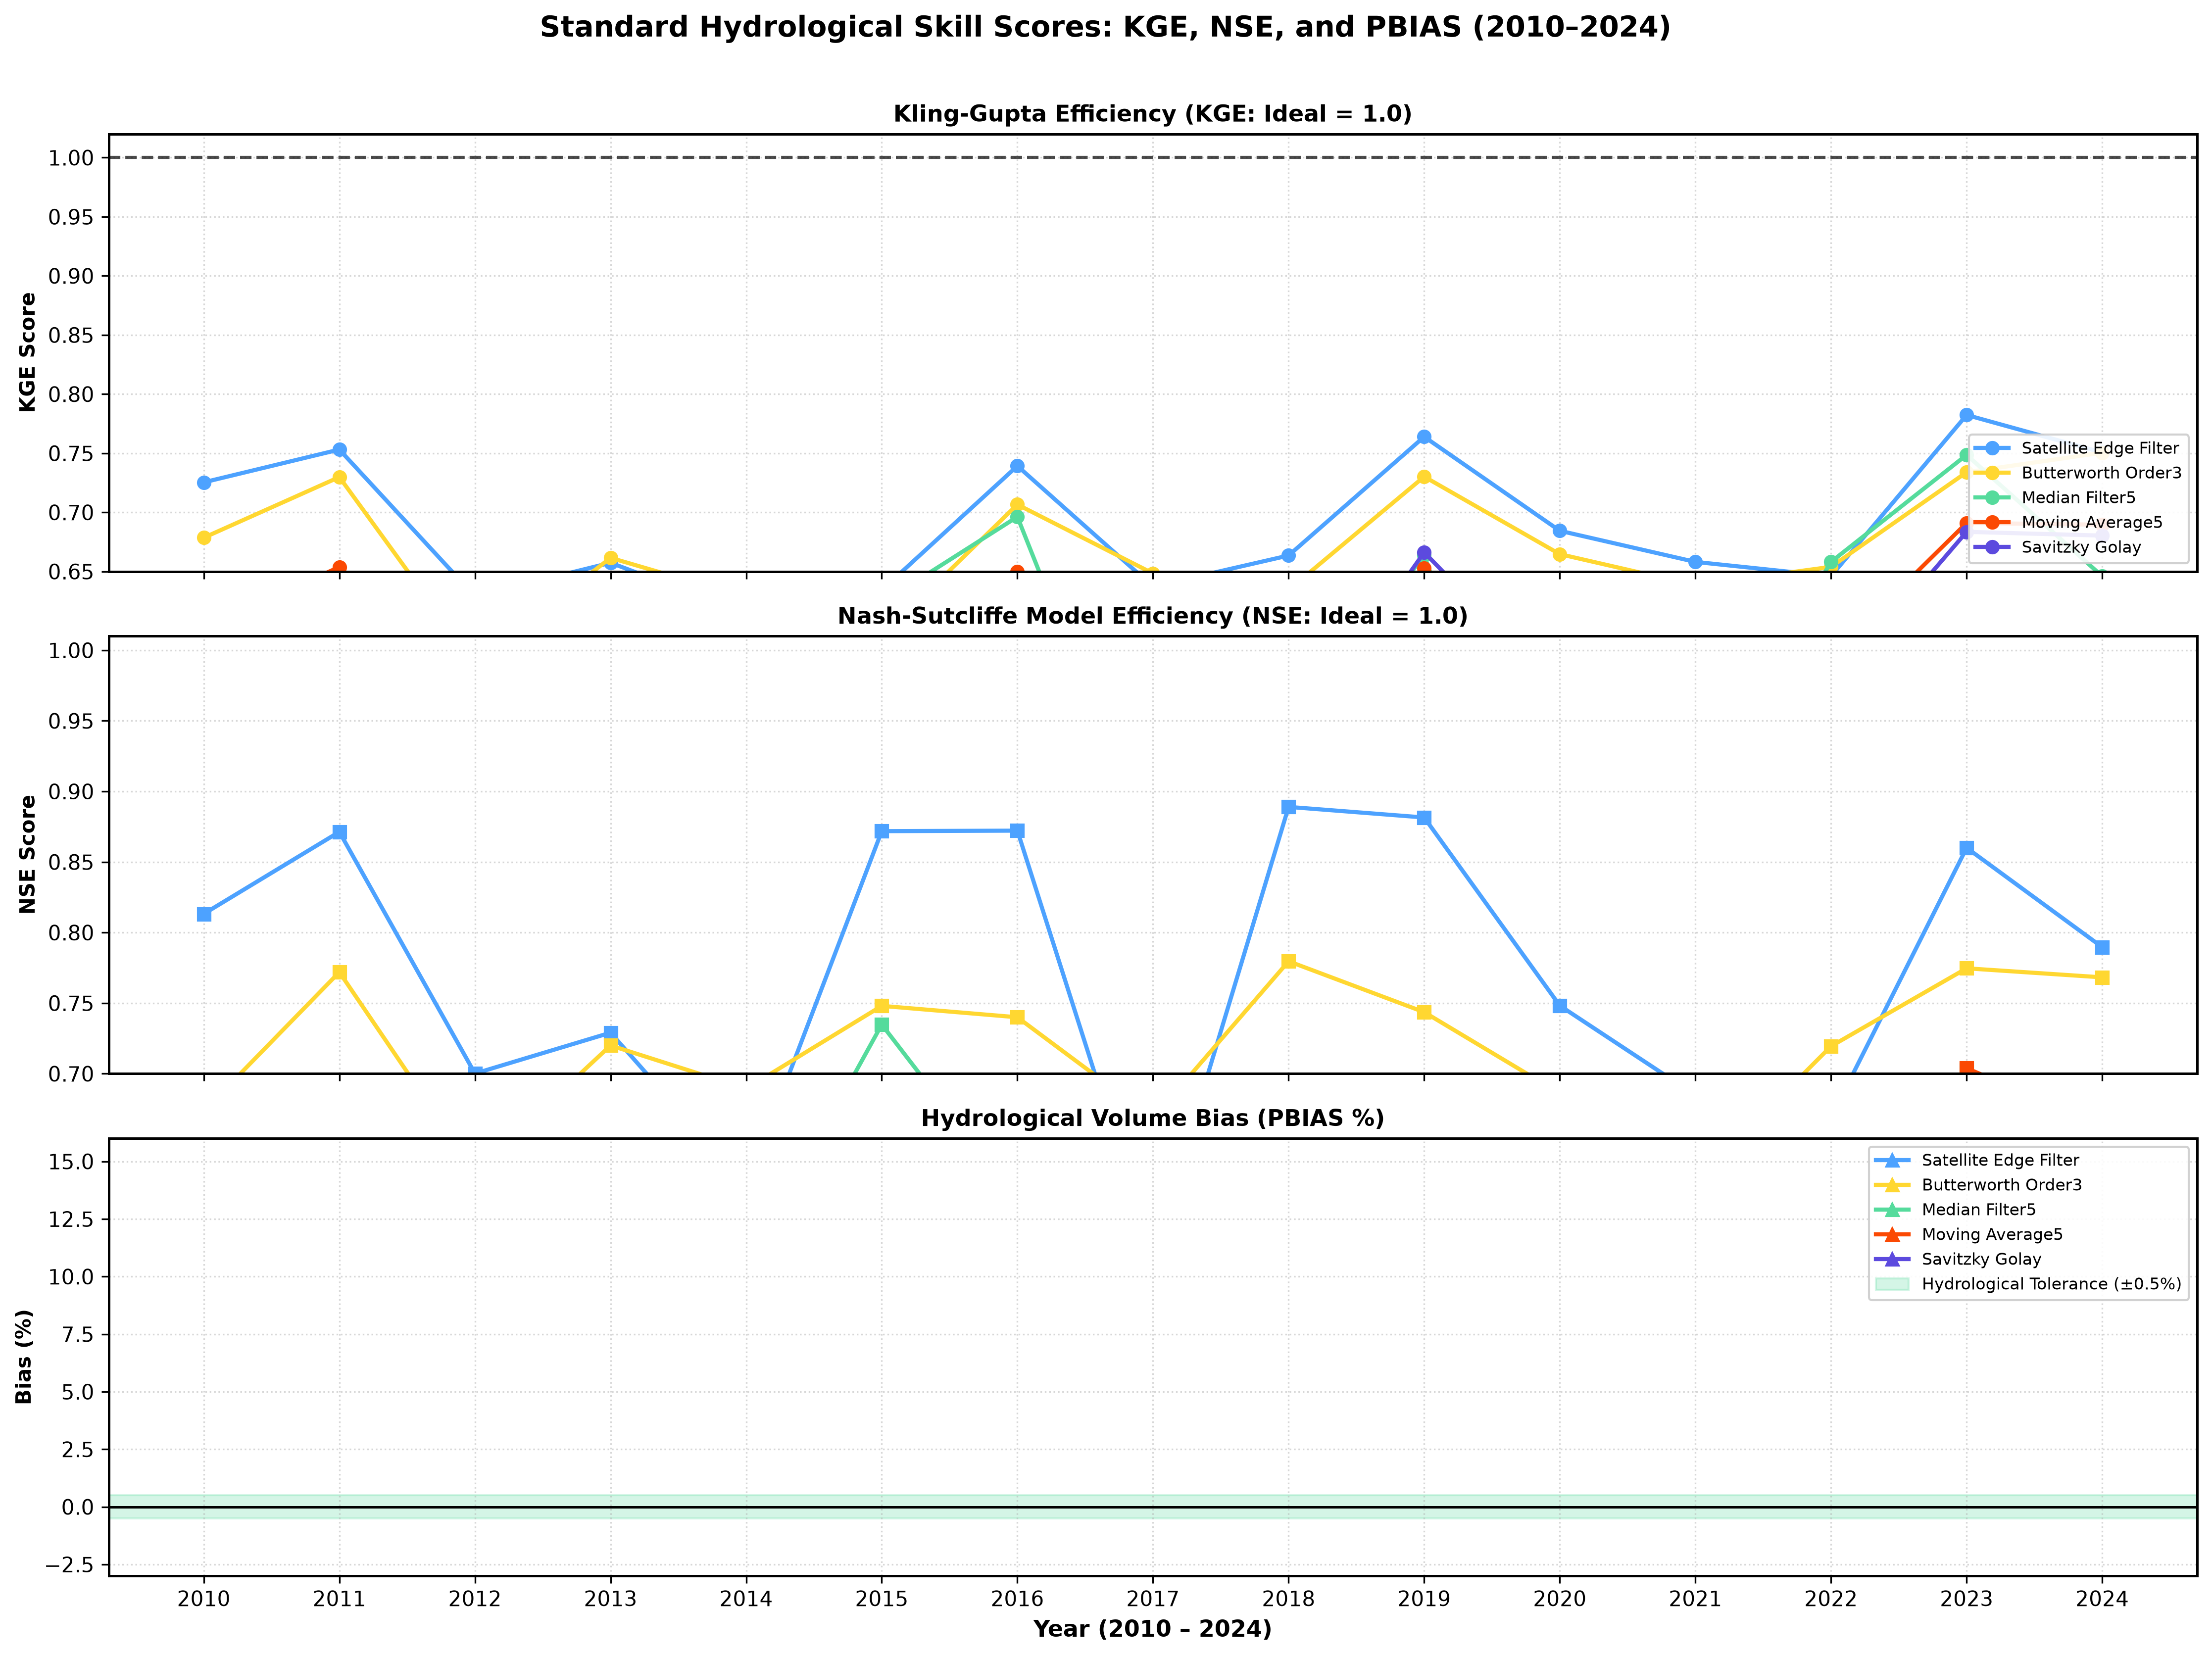 Standard Hydrological Skill Scores: KGE, NSE, and PBIAS (2010–2024)
Kling-Gupta Efficiency (KGE: Ideal = 1.0)
KGE Score
1.00
0.95
0.90
0.85
0.80
0.75
0.70
0.65
Satellite Edge Filter
Butterworth Order3
Median Filter5
Moving Average5
Savitzky Golay
Nash-Sutcliffe Model Efficiency (NSE: Ideal = 1.0)
NSE Score
1.00
0.95
0.90
0.85
0.80
0.75
0.70
Hydrological Volume Bias (PBIAS %)
Bias (%)
15.0
12.5
10.0
7.5
5.0
2.5
0.0
−2.5
Satellite Edge Filter
Butterworth Order3
Median Filter5
Moving Average5
Savitzky Golay
Hydrological Tolerance (±0.5%)
2010 2011 2012 2013 2014 2015 2016 2017 2018 2019 2020 2021 2022 2023 2024
Year (2010 – 2024)